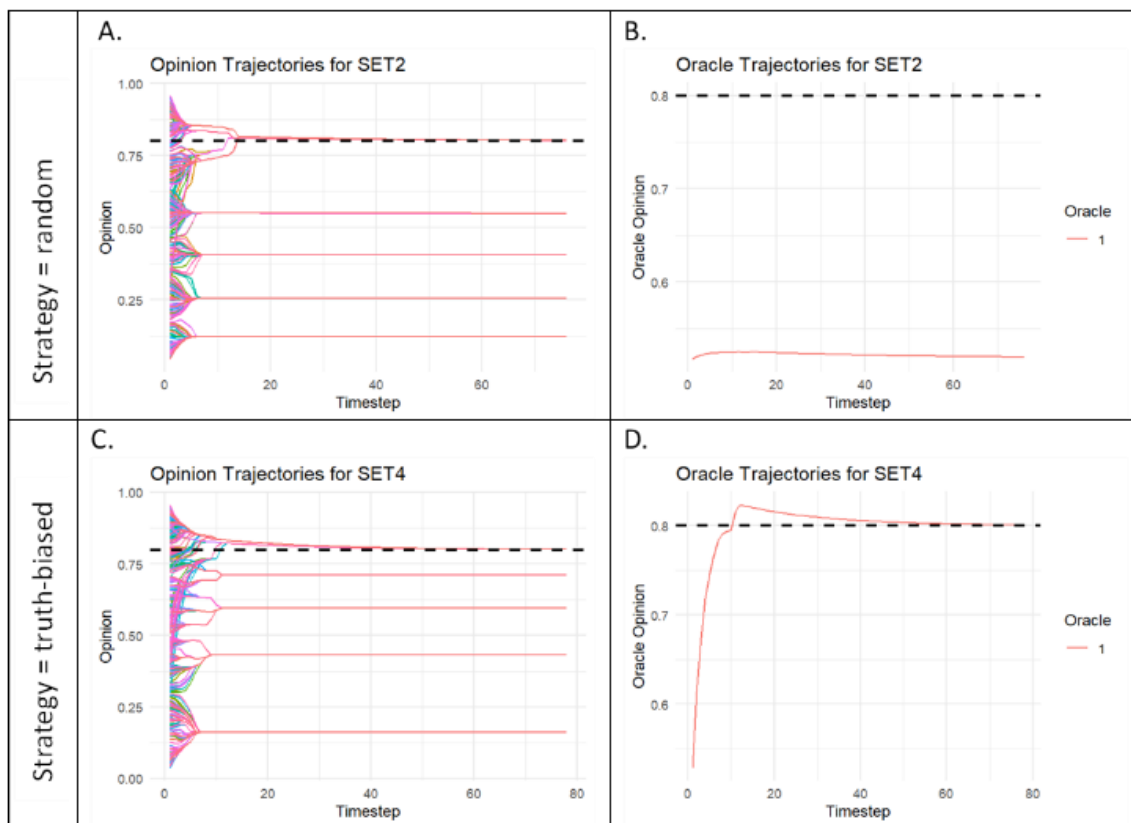 Strategy = random
A.
Opinion Trajectories for SET2
1.00
0.75
0.50
0.25
Opinion
0
20
40
60
Timestep
B.
Oracle Trajectories for SET2
0.8
0.7
0.6
Oracle Opinion
0
20
40
60
Timestep
Oracle
1
Strategy = truth-biased
C.
Opinion Trajectories for SET4
1.00
0.75
0.50
0.25
0.00
Opinion
0
20
40
60
80
Timestep
D.
Oracle Trajectories for SET4
0.8
0.7
0.6
Oracle Opinion
0
20
40
60
80
Timestep
Oracle
1